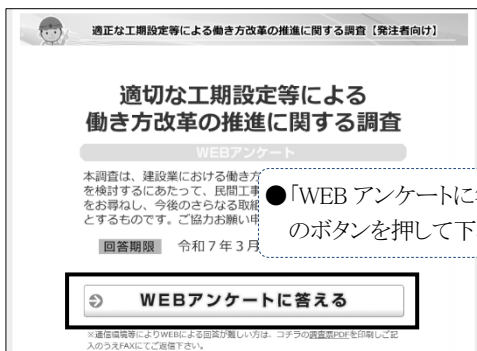 適正な工期設定等による働き方改革の推進に関する調査【発注者向け】
適切な工期設定等による
働き方改革の推進に関する調査
WEBアンケート
本調査は、建設業における働き方
を検討するにあたって、民間工事
をお尋ねし、今後のさらなる取組
とするものです。ご協力お願い申
●「WEB アンケートに
のボタンを押して下
回答期限 令和7年3月
WEBアンケートに答える
※通信環境等によりWEBによる回答が難しい方は、コチラの調査票PDFを印刷しご記
入のうえFAXにてご返信下さい。